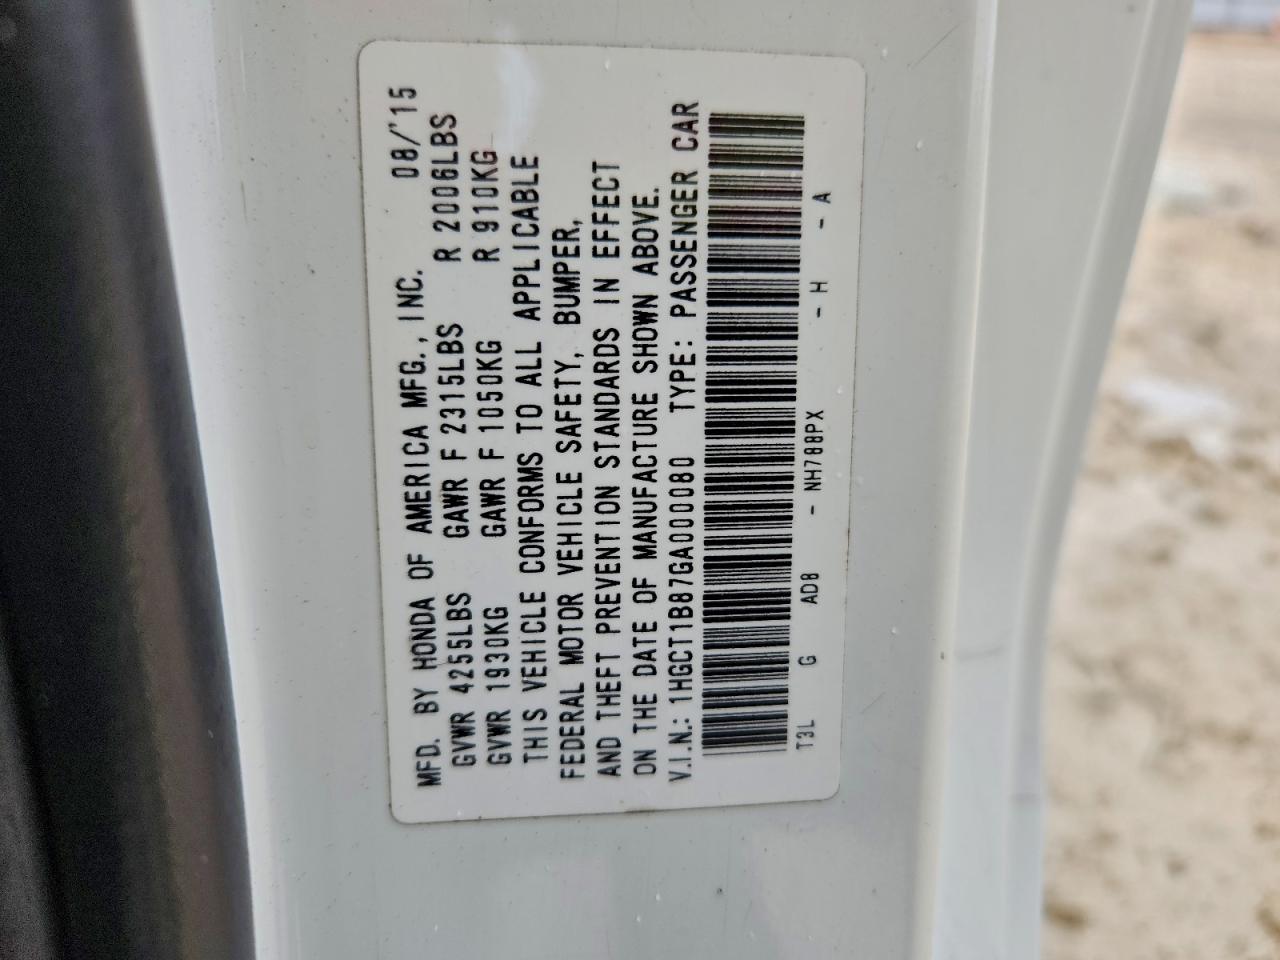 MFD. BY HONDA OF AMERICA MFG., INC. 08/'15
GVWR 4255LBS GAWR F 2315LBS R 2006LBS
GVWR 1930KG GAWR F 1050KG R 910KG
THIS VEHICLE CONFORMS TO ALL APPLICABLE
FEDERAL MOTOR VEHICLE SAFETY, BUMPER,
AND THEFT PREVENTION STANDARDS IN EFFECT
ON THE DATE OF MANUFACTURE SHOWN ABOVE.
V.I.N.: 1HGCT1B87GA000080 TYPE: PASSENGER CAR
T3L G AD8 - NH788PX - H - A